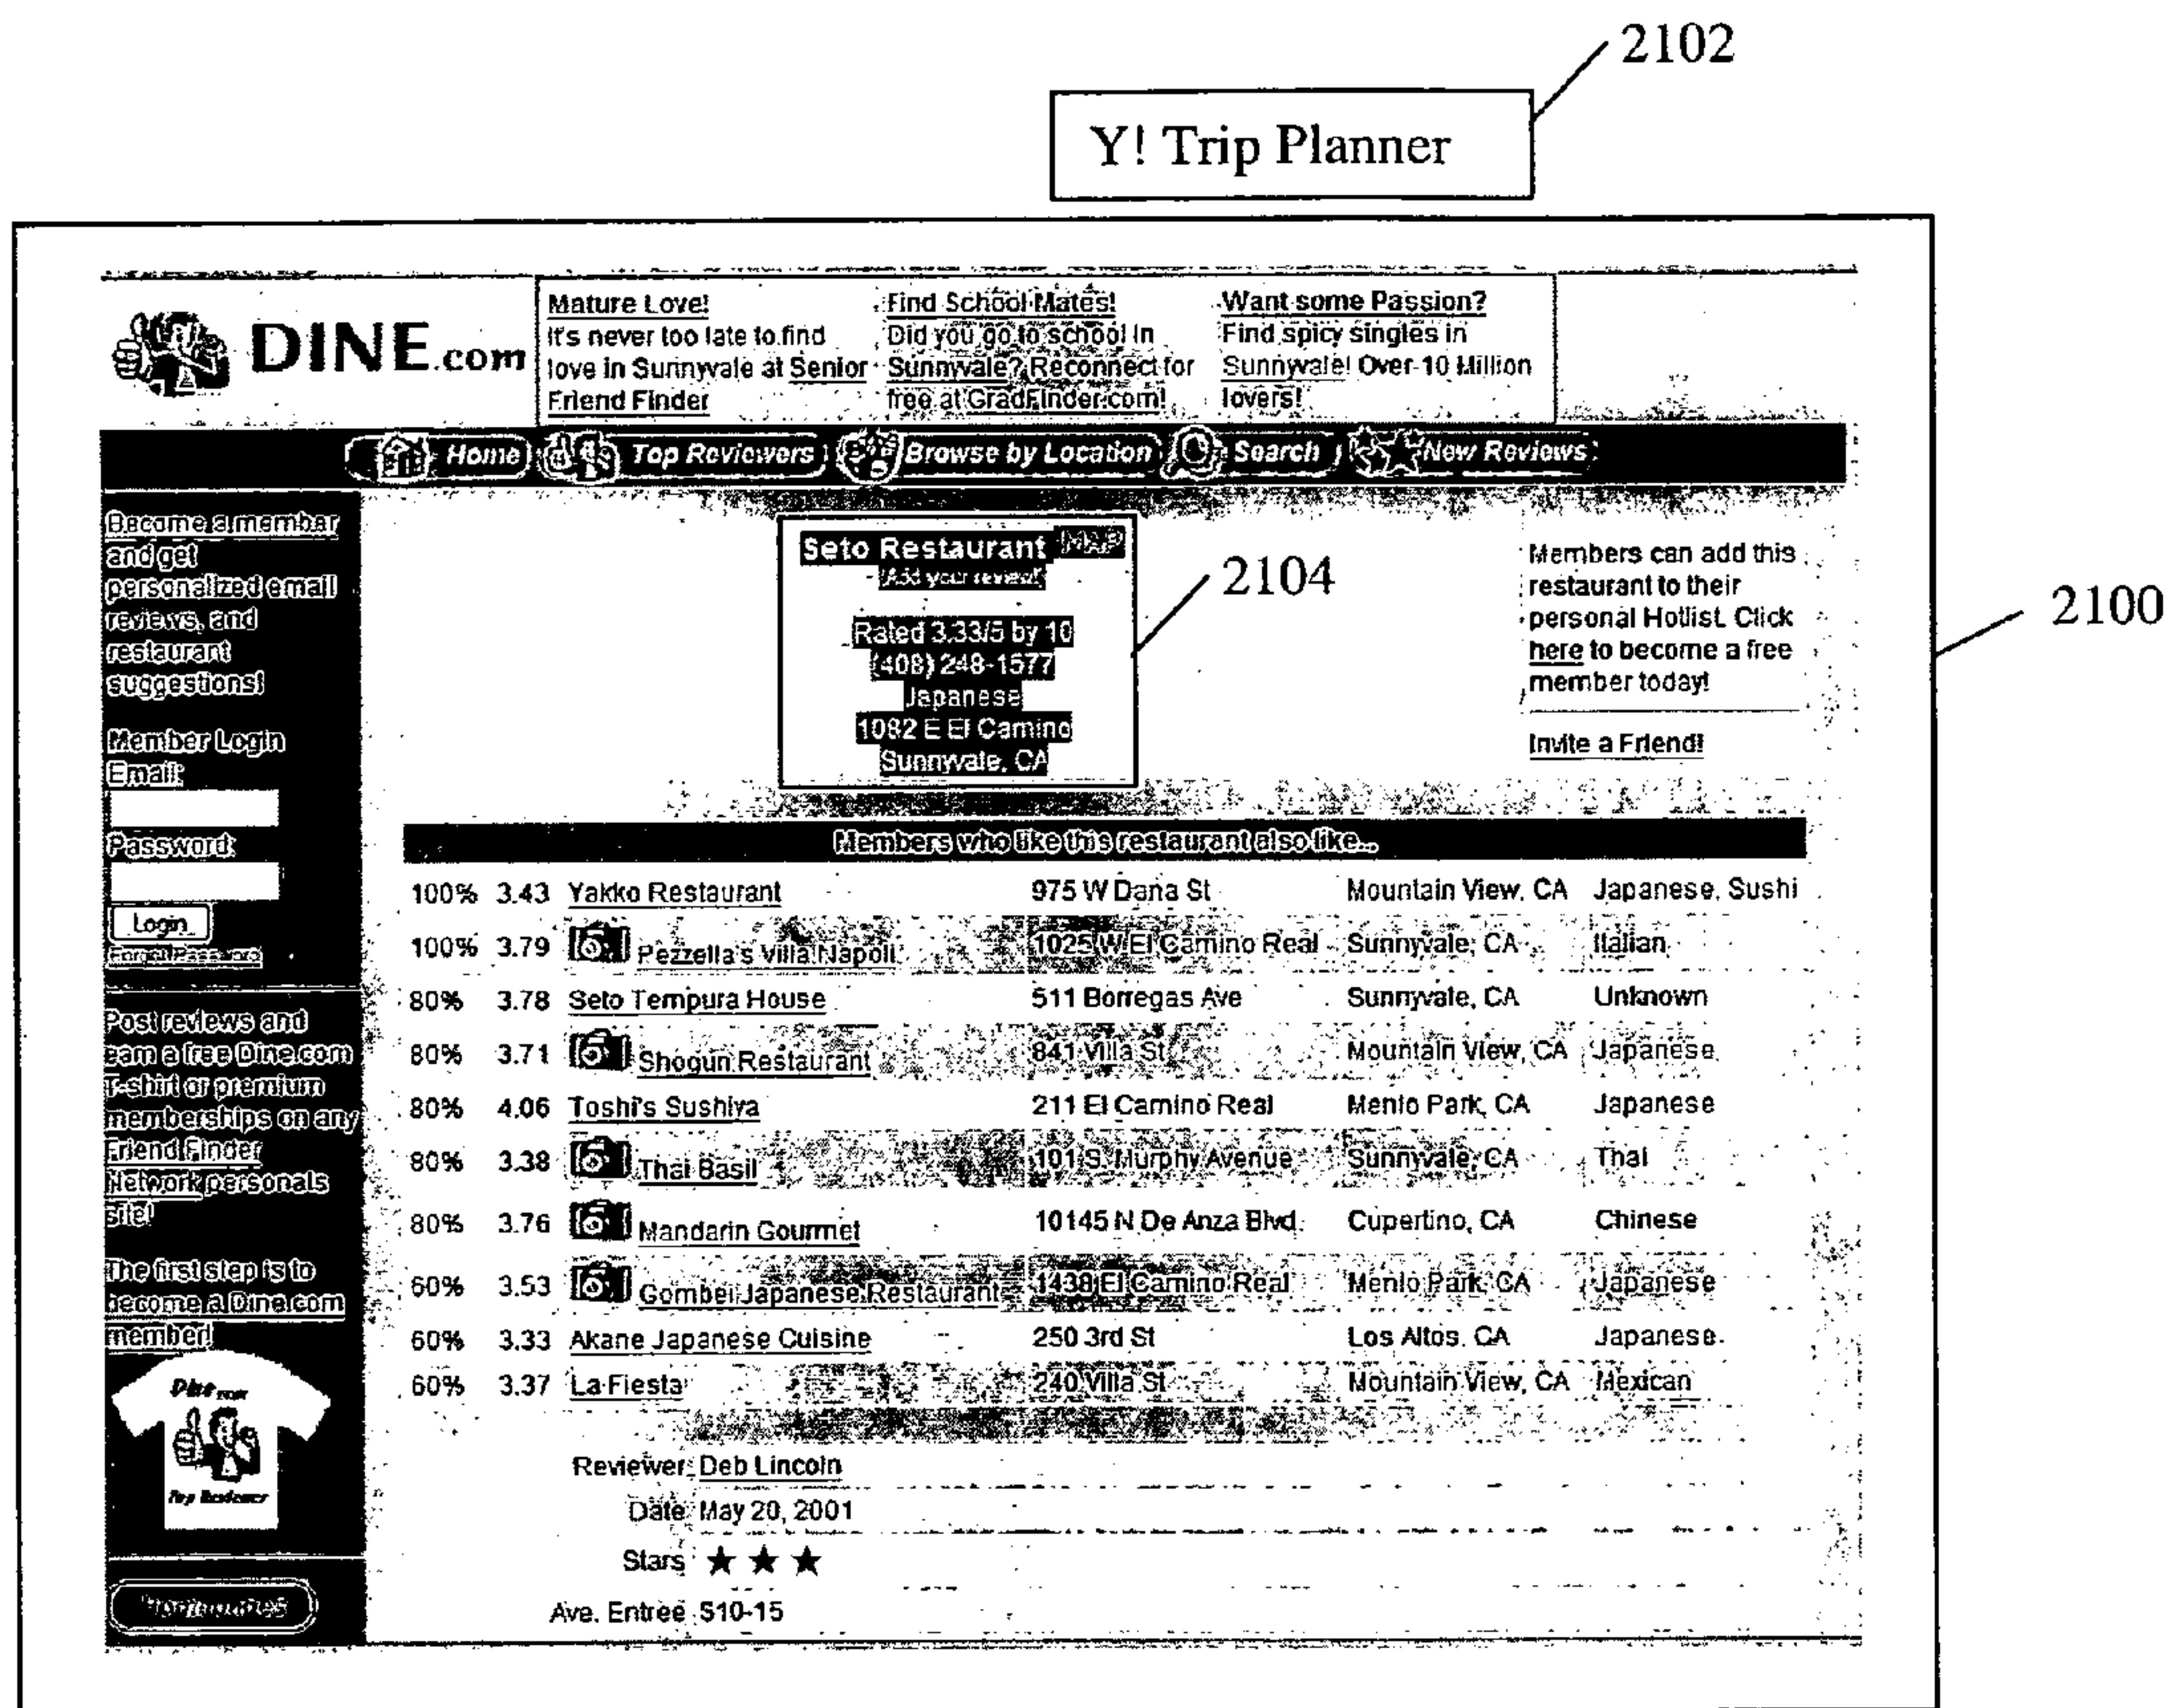 2102
Y! Trip Planner
DINE.com
Mature Love!
It's never too late to find
love in Sunnyvale at Senior
Friend Finder
Find School Mates!
Did you go to school in
Sunnyvale? Reconnect for
free at GradFinder.com!
Want some Passion?
Find spicy singles in
Sunnyvale! Over 10 Million
lovers!
Home Top Reviewers Browse by Location Search New Reviews
Become a member
and get
personalized email
reviews, and
restaurant
suggestions!
Member Login
Email:
Password:
Login
Forgot Password
Post reviews and
earn a free Dine.com
T-shirt or premium
memberships on any
Friend Finder
Network personals
site!
The first step is to
become a Dine.com
member!
Dine.com
Top Reviewer
Seto Restaurant MAP
Add your review!
Rated 3.33/5 by 10
(408) 248-1577
Japanese
1082 E El Camino
Sunnyvale, CA
2104
Members can add this
restaurant to their
personal Hotlist. Click
here to become a free
member today!
Invite a Friend!
2100
Members who like this restaurant also like...
100% 3.43 Yakko Restaurant 975 W Dana St Mountain View, CA Japanese, Sushi
100% 3.79 Pezzella's Villa Napoli 1025 W El Camino Real Sunnyvale, CA Italian
80% 3.78 Seto Tempura House 511 Borregas Ave Sunnyvale, CA Unknown
80% 3.71 Shogun Restaurant 841 Villa St Mountain View, CA Japanese
80% 4.06 Toshi's Sushiya 211 El Camino Real Menlo Park, CA Japanese
80% 3.38 Thai Basil 101 S. Murphy Avenue Sunnyvale, CA Thai
80% 3.76 Mandarin Gourmet 10145 N De Anza Blvd. Cupertino, CA Chinese
60% 3.53 Gombei Japanese Restaurant 1438 El Camino Real Menlo Park, CA Japanese
60% 3.33 Akane Japanese Cuisine 250 3rd St Los Altos, CA Japanese
60% 3.37 La Fiesta 240 Villa St Mountain View, CA Mexican
Reviewer: Deb Lincoln
Date: May 20, 2001
Stars ★ ★ ★
Ave. Entree $10-15